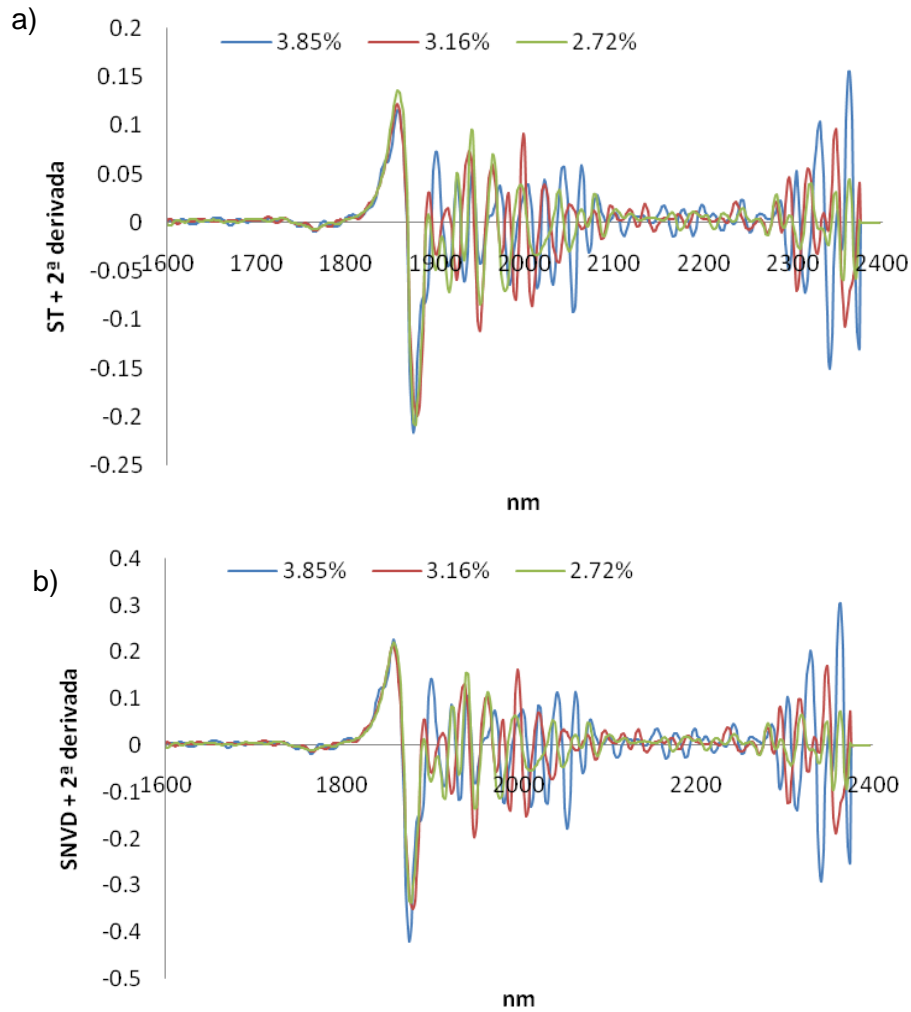 a)
0.2
3.85% 3.16% 2.72%
0.15
0.1
0.05
0
-0.05
1600 1700 1800 1900 2000 2100 2200 2300 2400
-0.1
-0.15
-0.2
-0.25
ST + 2ª derivada
nm
b)
0.4
3.85% 3.16% 2.72%
0.3
0.2
0.1
0
1600 1800 2000 2200 2400
-0.1
-0.2
-0.3
-0.4
-0.5
SNVD + 2ª derivada
nm